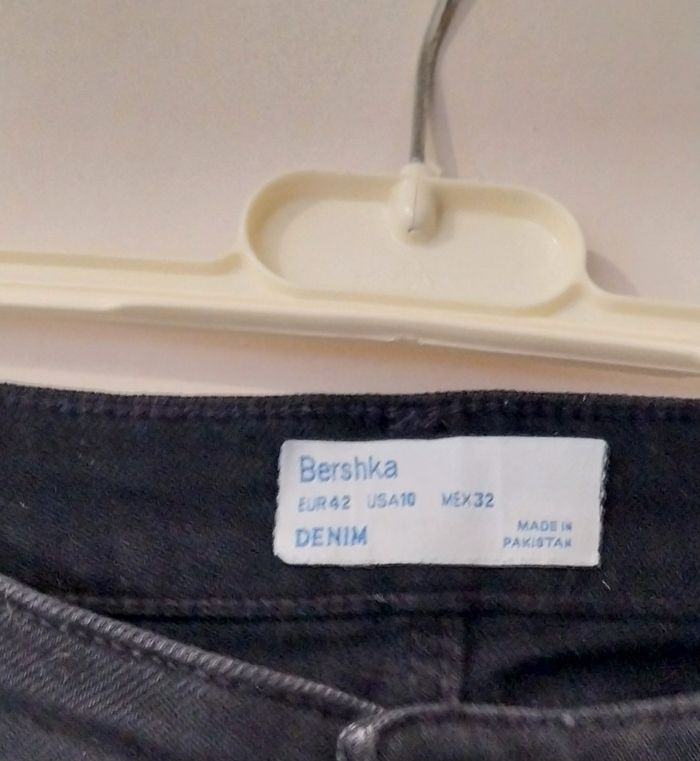 Bershka
EUR42 USA10 MEX32
DENIM
MADE IN
PAKISTAN